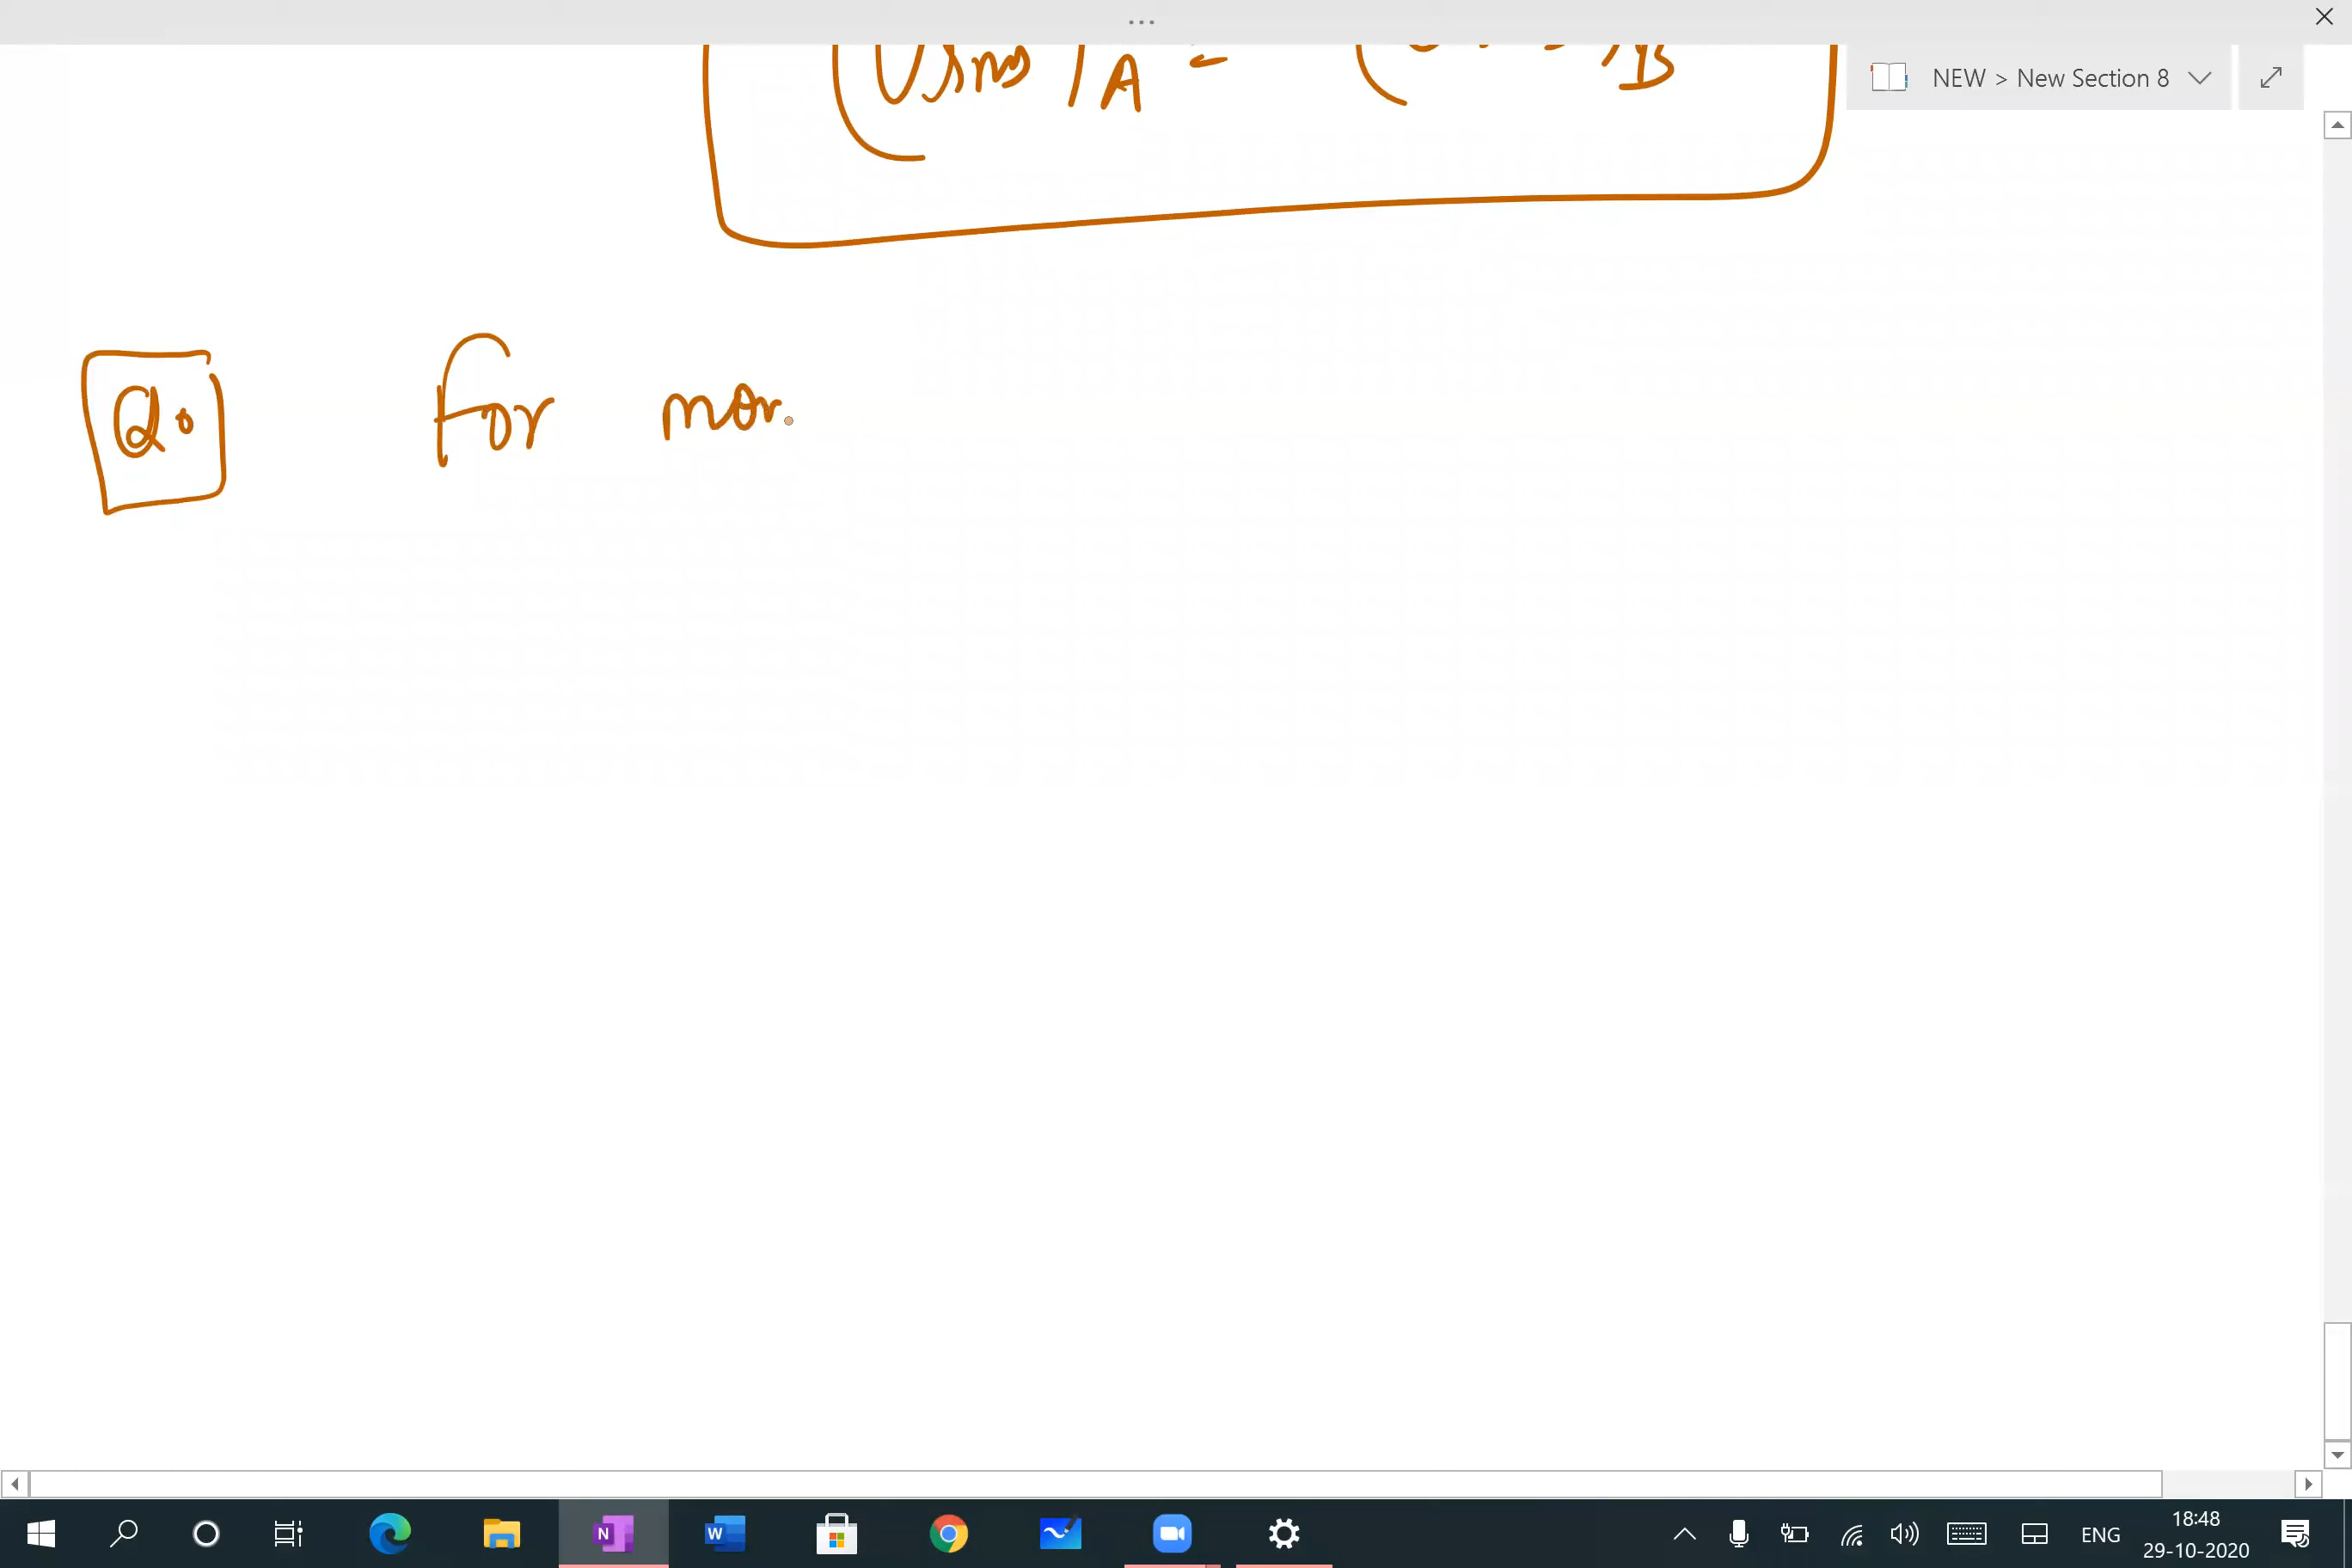 NEW > New Section 8
A = B
Q.
For mor
ENG
18:48
29-10-2020